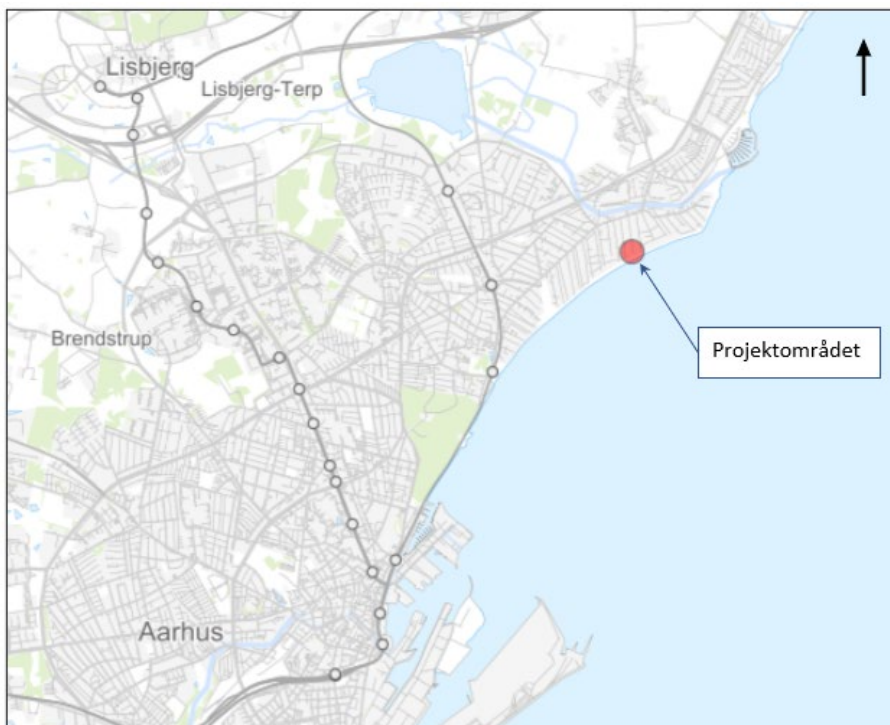 Lisbjerg
Lisbjerg-Terp
Brendstrup
Projektområdet
Aarhus